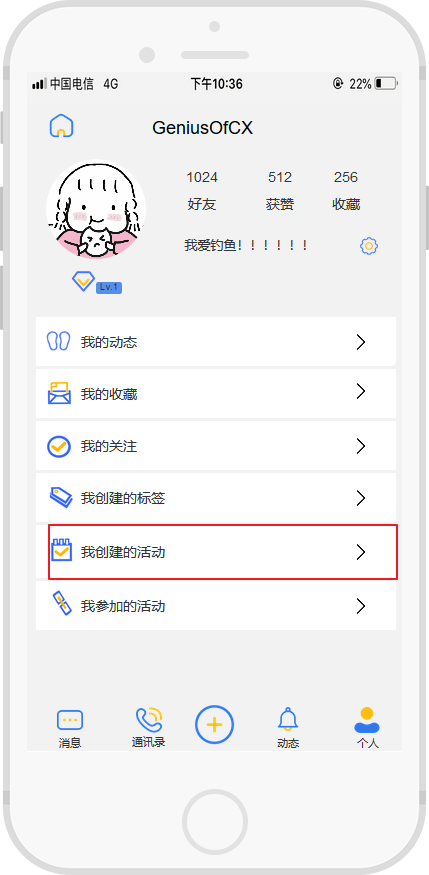 中国电信 4G 下午10:36 22%
GeniusOfCX
1024 512 256
好友 获赞 收藏
我爱钓鱼！！！！！！
Lv.1
我的动态
我的收藏
我的关注
我创建的标签
我创建的活动
我参加的活动
消息 通讯录 动态 个人